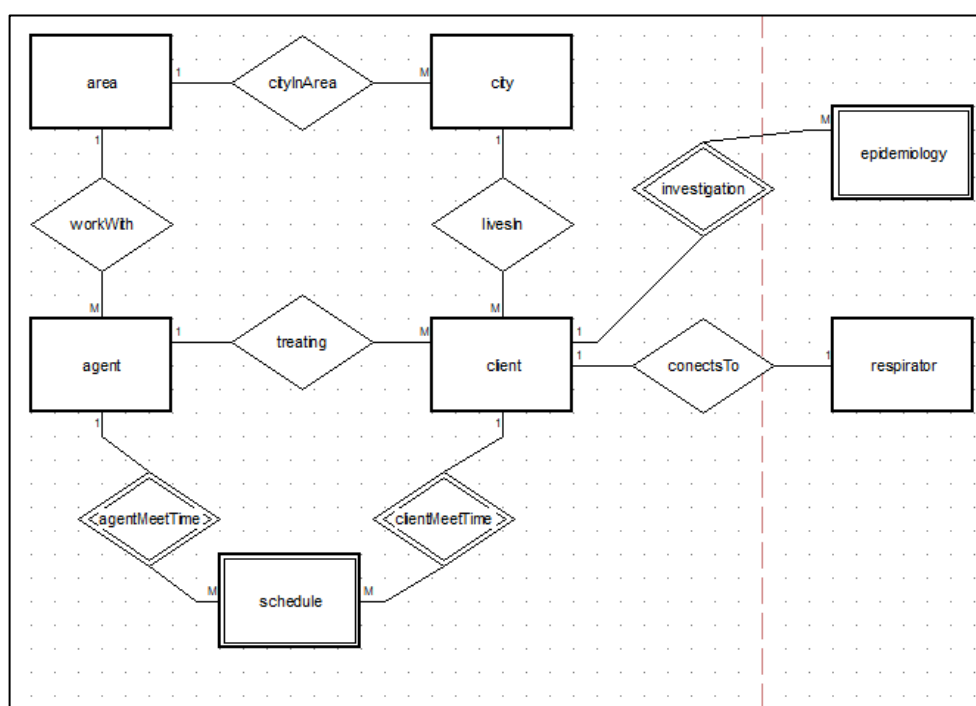 area
1
cityInArea
M
city
1
1
M
epidemiology
investigation
workWith
livesIn
M
M
agent
1
treating
M
client
1
1
conectsTo
1
respirator
1
1
agentMeetTime
clientMeetTime
M
schedule
M